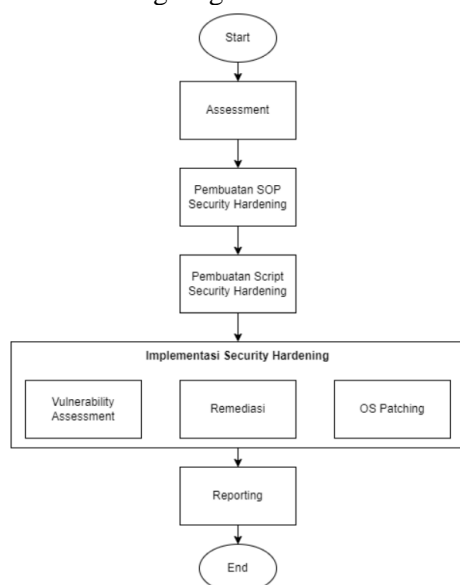 Start
Assessment
Pembuatan SOP
Security Hardening
Pembuatan Script
Security Hardening
Implementasi Security Hardening
Vulnerability
Assessment
Remediasi
OS Patching
Reporting
End